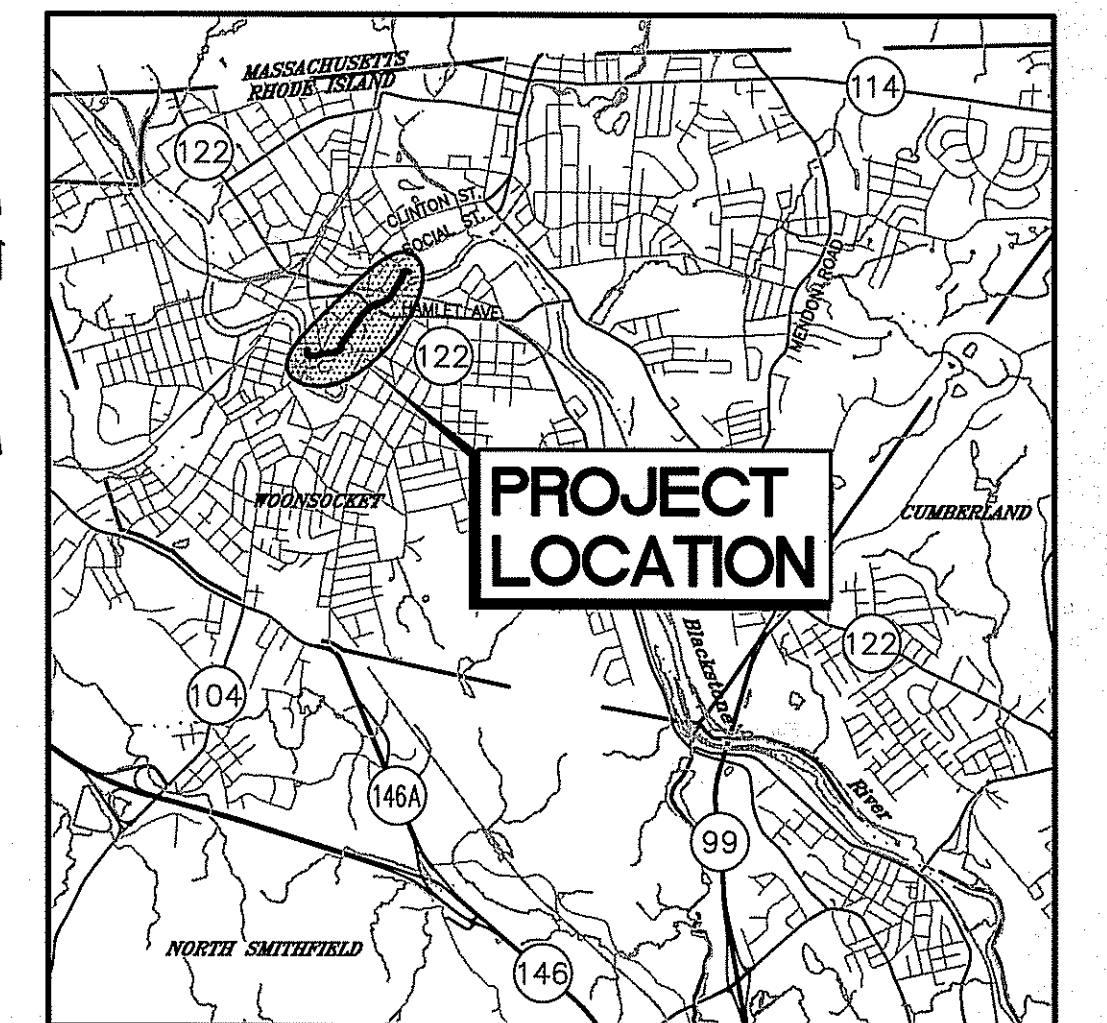 MASSACHUSETTS
RHODE ISLAND
114
122
CLINTON ST.
SOCIAL ST.
MENDON ROAD
HAMLET AVE
122
PROJECT
LOCATION
WOONSOCKET
CUMBERLAND
Blackstone
122
104
146A
River
99
NORTH SMITHFIELD
146